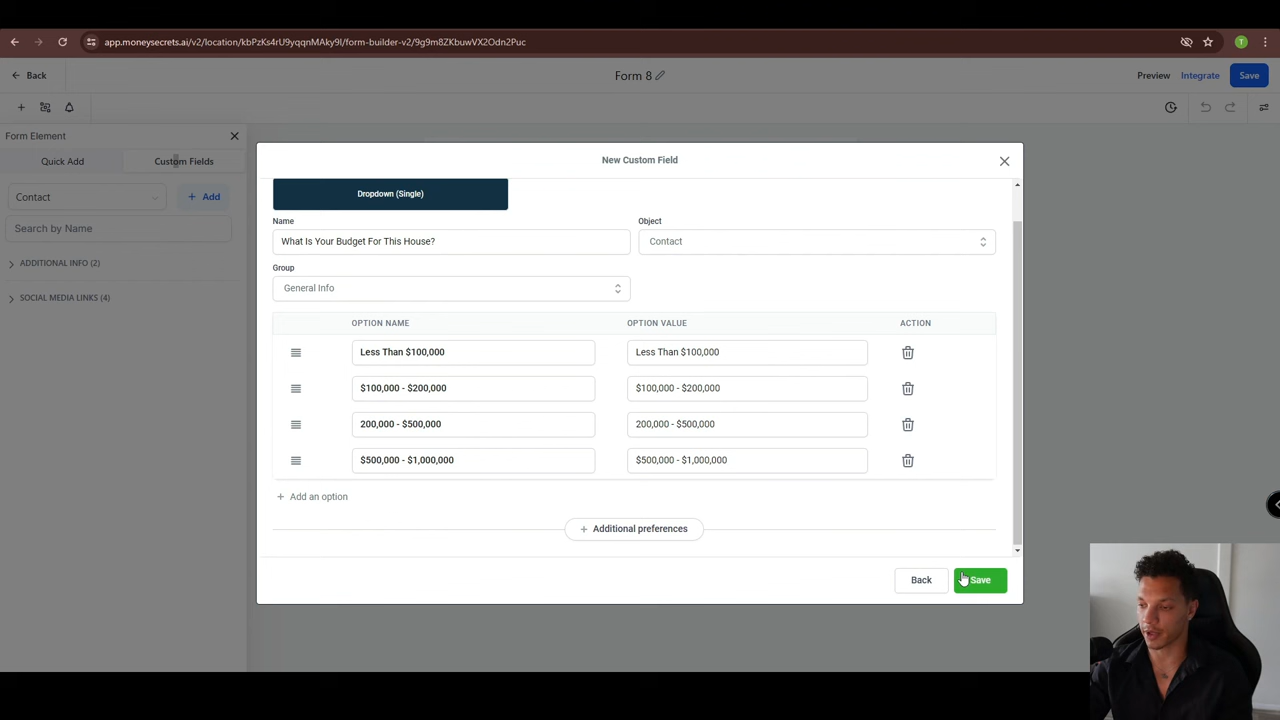 app.moneysecrets.ai/v2/location/kbPzKs4rU9yqqnMAky9I/form-builder-v2/9g9m8ZKbuwVX2Odn2Puc
T
Back
Form 8
Preview
Integrate
Save
Form Element
Quick Add
Custom Fields
Contact
+ Add
Search by Name
ADDITIONAL INFO (2)
SOCIAL MEDIA LINKS (4)
New Custom Field
Dropdown (Single)
Name
Object
What Is Your Budget For This House?
Contact
Group
General Info
OPTION NAME
OPTION VALUE
ACTION
Less Than $100,000
Less Than $100,000
$100,000 - $200,000
$100,000 - $200,000
200,000 - $500,000
200,000 - $500,000
$500,000 - $1,000,000
$500,000 - $1,000,000
+ Add an option
+ Additional preferences
Back
Save